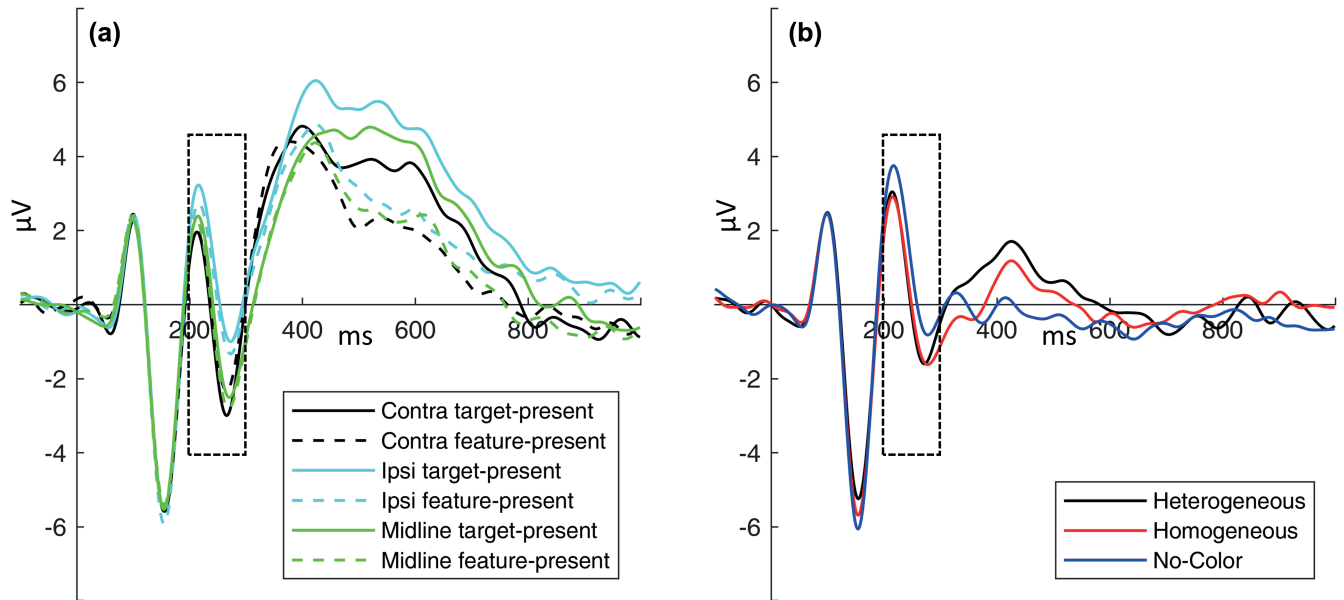 (a)
6
4
2
-2
-4
-6
µV
200 400 600 800
ms
Contra target-present
Contra feature-present
Ipsi target-present
Ipsi feature-present
Midline target-present
Midline feature-present
(b)
6
4
2
-2
-4
-6
µV
200 400 600 800
ms
Heterogeneous
Homogeneous
No-Color